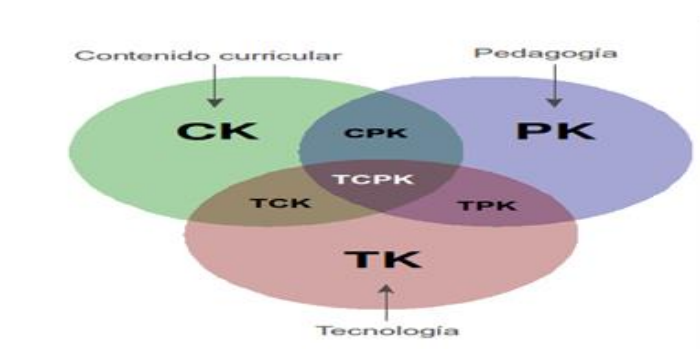 Contenido curricular
Pedagogía
CK
CPK
PK
TCPK
TCK
TPK
TK
Tecnología